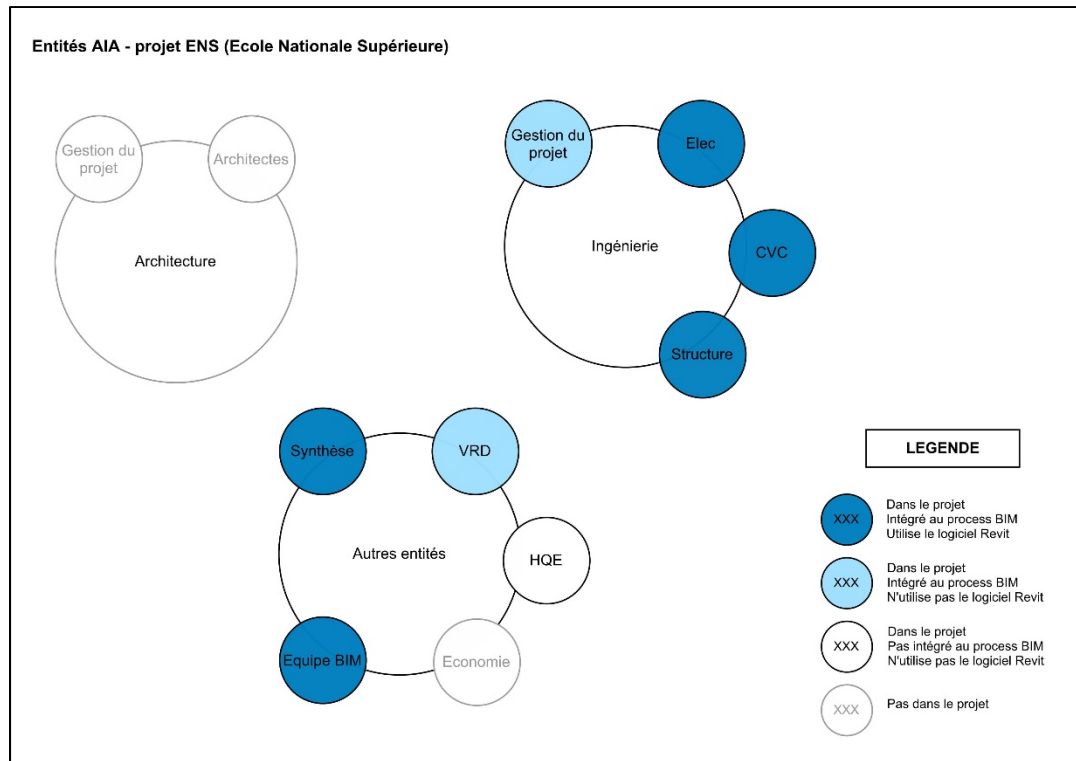 Entités AIA - projet ENS (Ecole Nationale Supérieure)
Gestion du
projet
Architectes
Architecture
Gestion du
projet
Elec
CVC
Structure
Ingénierie
Synthèse
VRD
HQE
Economie
Equipe BIM
Autres entités
LEGENDE
XXX
Dans le projet
Intégré au process BIM
Utilise le logiciel Revit
XXX
Dans le projet
Intégré au process BIM
N'utilise pas le logiciel Revit
XXX
Dans le projet
Pas intégré au process BIM
N'utilise pas le logiciel Revit
XXX
Pas dans le projet